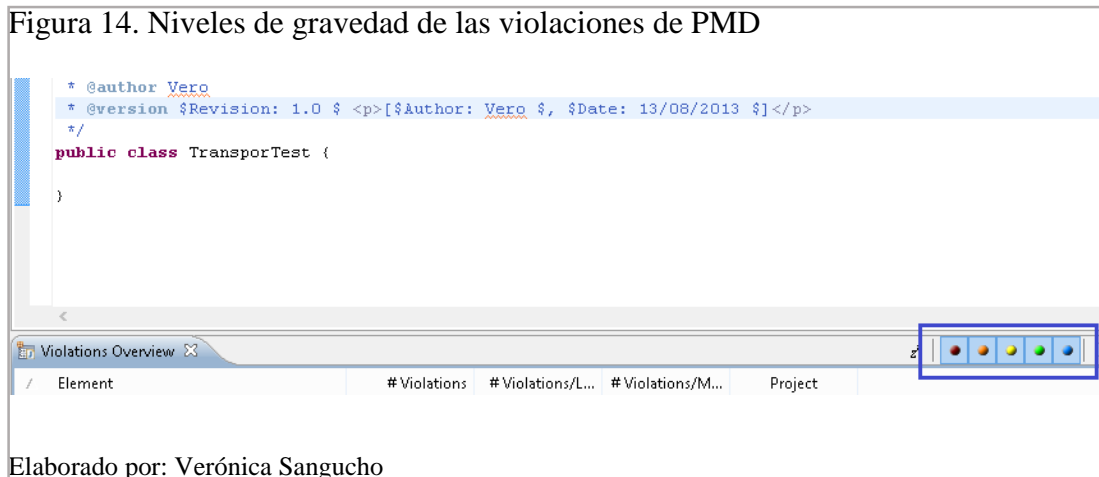 Figura 14. Niveles de gravedad de las violaciones de PMD
* @author Vero
* @version $Revision: 1.0 $ <p>[$Author: Vero $, $Date: 13/08/2013 $]</p>
*/
public class TransporTest {
}
Violations Overview
Element # Violations # Violations/L... # Violations/M... Project
Elaborado por: Verónica Sangucho